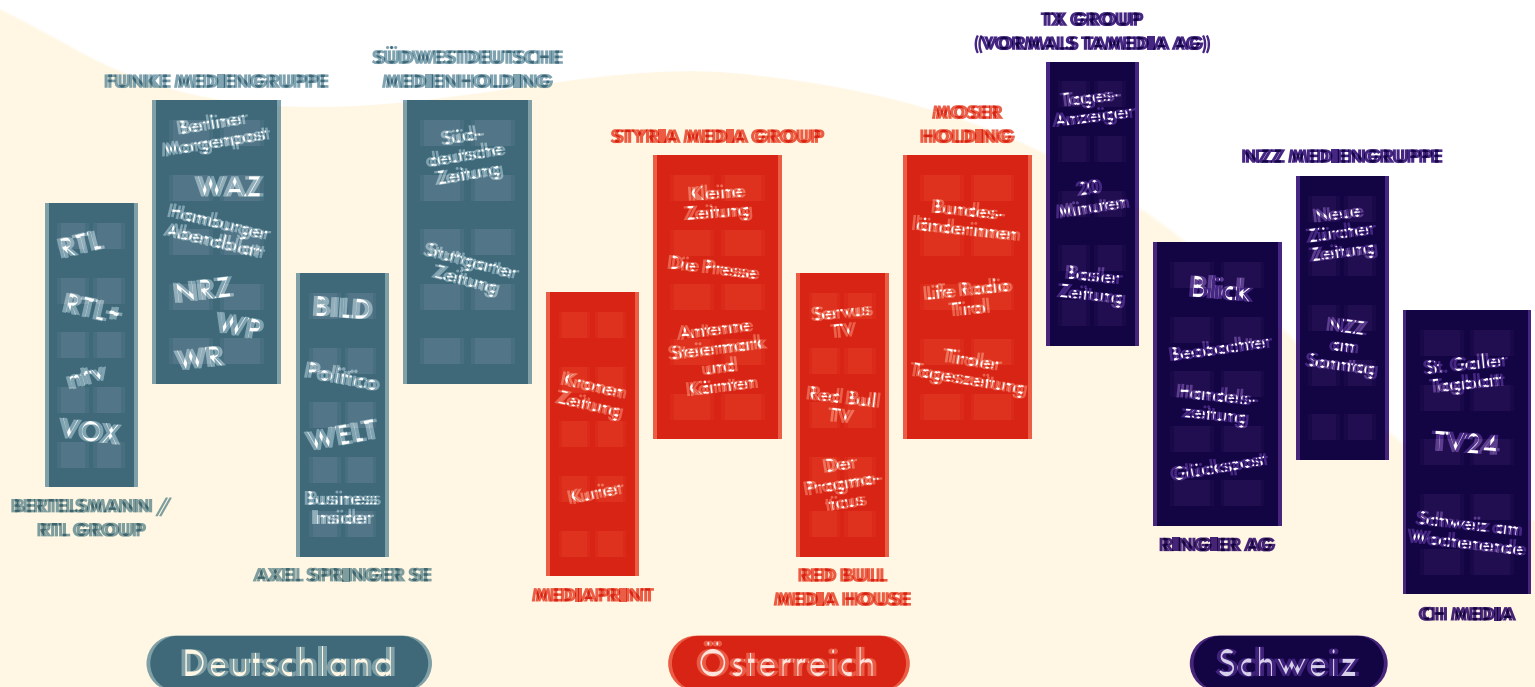 FUNKE MEDIENGRUPPE
Berliner
Morgenpost
WAZ
Hamburger
Abendblatt
NRZ
WP
WR
SÜDWESTDEUTSCHE
MEDIENHOLDING
Süd-
deutsche
Zeitung
Stuttgarter
Zeitung
RTL
RTL+
ntv
VOX
BERTELSMANN //
RTL GROUP
BILD
Politico
WELT
Business
Insider
AXEL SPRINGER SE
STYRIA MEDIA GROUP
Kleine
Zeitung
Die Presse
Antenne
Steiermark
und
Kärnten
MOSER
HOLDING
Bundes-
länderinnen
Life Radio
Tirol
Tiroler
Tageszeitung
Kronen
Zeitung
Kurier
MEDIAPRINT
Servus
TV
Red Bull
TV
Der
Pragma-
ticus
RED BULL
MEDIA HOUSE
TX GROUP
(VORMALS TAMEDIA AG)
Tages-
Anzeiger
20
Minuten
Basler
Zeitung
NZZ MEDIENGRUPPE
Neue
Zürcher
Zeitung
NZZ
am
Sonntag
Blick
Beobachter
Handels-
zeitung
Glückspost
RINGIER AG
St. Galler
Tagblatt
TV24
Schweiz am
Wochenende
CH MEDIA
Deutschland
Österreich
Schweiz